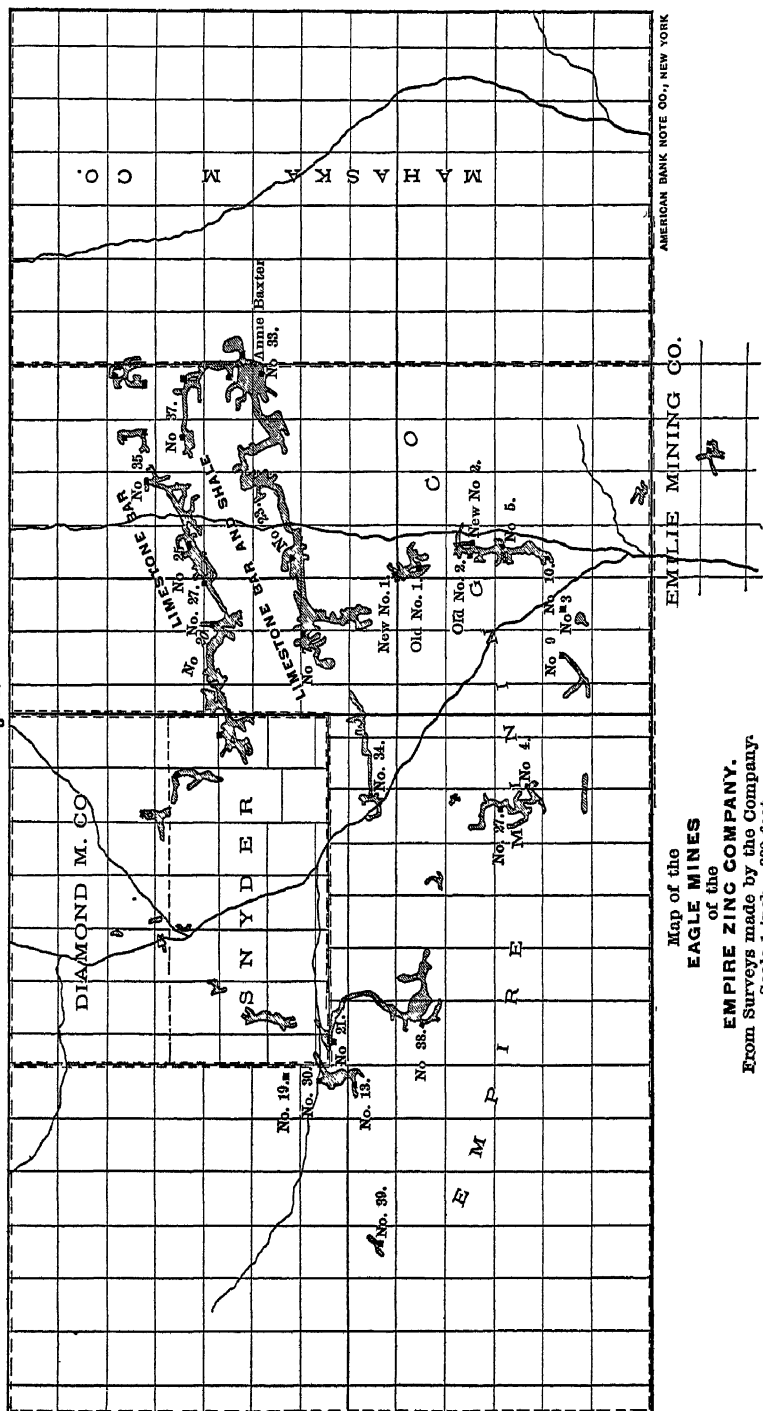 DIAMOND M. CO
SNYDER
LIMESTONE BAR
LIMESTONE BAR AND SHALE
MAHASKA M CO.
EMPIRE MINING CO
No 35.
No 37.
Annie Baxter
No 33.
No 25
No. 27.
No 20
No 23.
No
New No. 1.
Old No. 1.
Old No. 2.
New No 2.
No 5.
No 10.
No 3
No 9
No. 34.
No. 27.
No 4.
No. 19.
No. 30.
No. 13.
No 21.
No 38.
No. 39.
EMILIE MINING CO.
AMERICAN BANK NOTE CO., NEW YORK
Map of the
EAGLE MINES
of the
EMPIRE ZINC COMPANY.
From Surveys made by the Company.